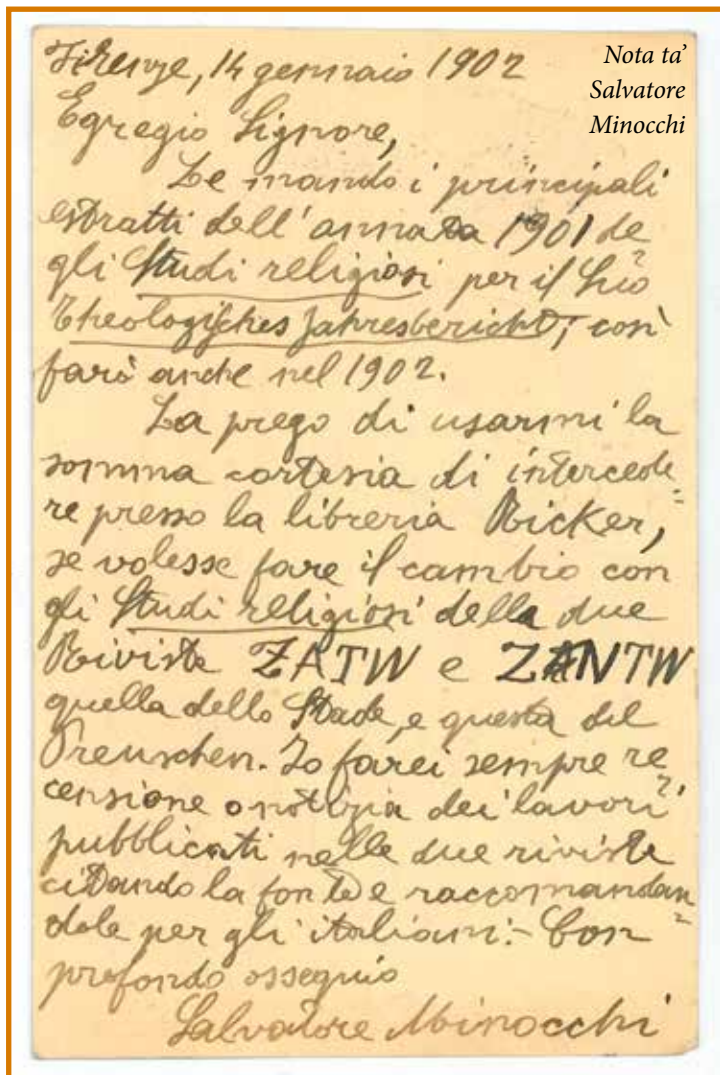 Nota ta’
Salvatore
Minocchi
Firenze, 14 gennaio 1902
Egregio Signore,
Le mando i principali
estratti dell'annata 1901 de
gli Studi religiosi per il Suo
Theologisches Jahresbericht; così
farò anche nel 1902.
La prego di usarmi la
somma cortesia di intercede=
re presso la libreria Ricker,
se volesse fare il cambio con
gli Studi religiosi della due
Riviste ZATW e ZANTW
quella dello Stade, e questa del
Preuschen. Io farei sempre re=
censione o notizia dei lavori
pubblicati nelle due riviste
citando la fonte e raccomandan=
dole per gli italiani. - Con
profondo ossequio
Salvatore Minocchi